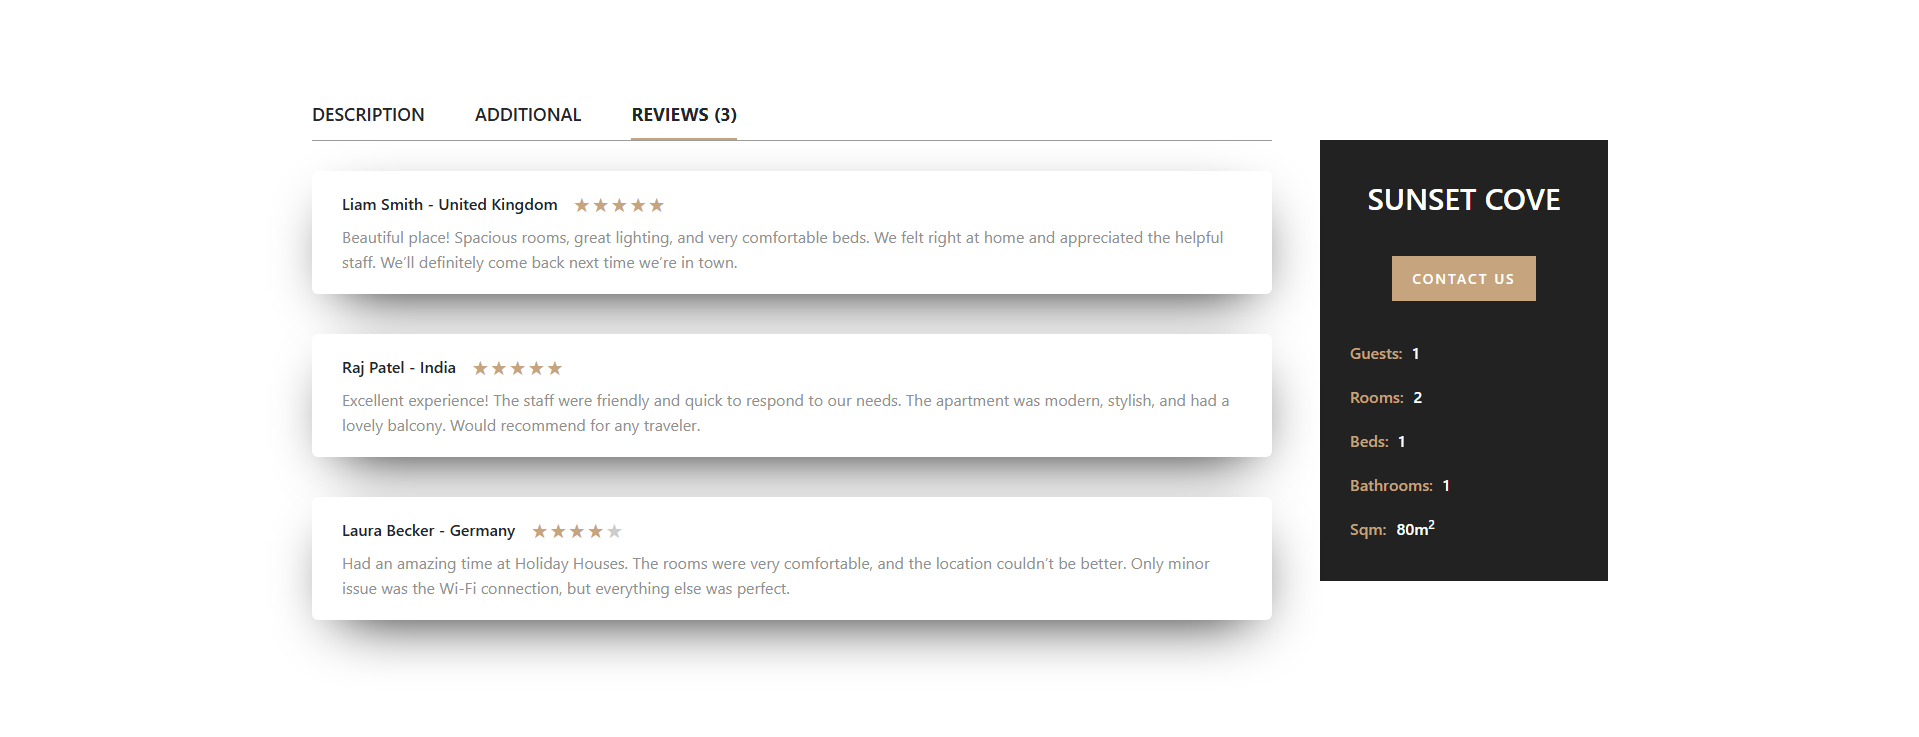 DESCRIPTION ADDITIONAL REVIEWS (3)
Liam Smith - United Kingdom ★★★★★
Beautiful place! Spacious rooms, great lighting, and very comfortable beds. We felt right at home and appreciated the helpful
staff. We’ll definitely come back next time we’re in town.
Raj Patel - India ★★★★★
Excellent experience! The staff were friendly and quick to respond to our needs. The apartment was modern, stylish, and had a
lovely balcony. Would recommend for any traveler.
Laura Becker - Germany ★★★★★
Had an amazing time at Holiday Houses. The rooms were very comfortable, and the location couldn’t be better. Only minor
issue was the Wi-Fi connection, but everything else was perfect.
SUNSET COVE
CONTACT US
Guests: 1
Rooms: 2
Beds: 1
Bathrooms: 1
Sqm: 80m²